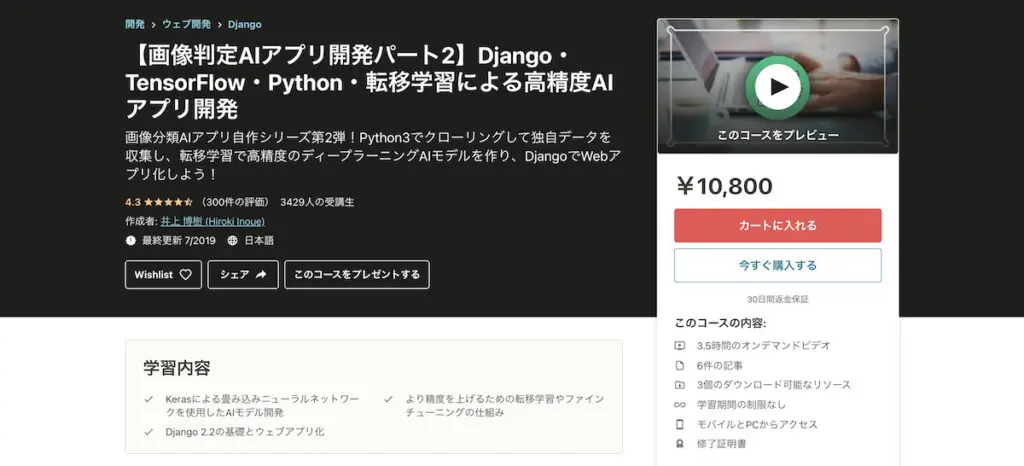 開発 > ウェブ開発 > Django
【画像判定AIアプリ開発パート2】Django・
TensorFlow・Python・転移学習による高精度AI
アプリ開発
画像分類AIアプリ自作シリーズ第2弾！Python3でクローリングして独自データを
収集し、転移学習で高精度のディープラーニングAIモデルを作り、DjangoでWebア
プリ化しよう！
4.3 (300件の評価) 3429人の受講生
作成者: 井上 博樹 (Hiroki Inoue)
最終更新 7/2019 日本語
Wishlist シェア このコースをプレゼントする
学習内容
Kerasによる畳み込みニューラルネットワー
クを使用したAIモデル開発
より精度を上げるための転移学習やファイン
チューニングの仕組み
Django 2.2の基礎とウェブアプリ化
このコースをプレビュー
￥10,800
カートに入れる
今すぐ購入する
30日間返金保証
このコースの内容:
3.5時間のオンデマンドビデオ
6件の記事
3個のダウンロード可能なリソース
学習期間の制限なし
モバイルとPCからアクセス
修了証明書